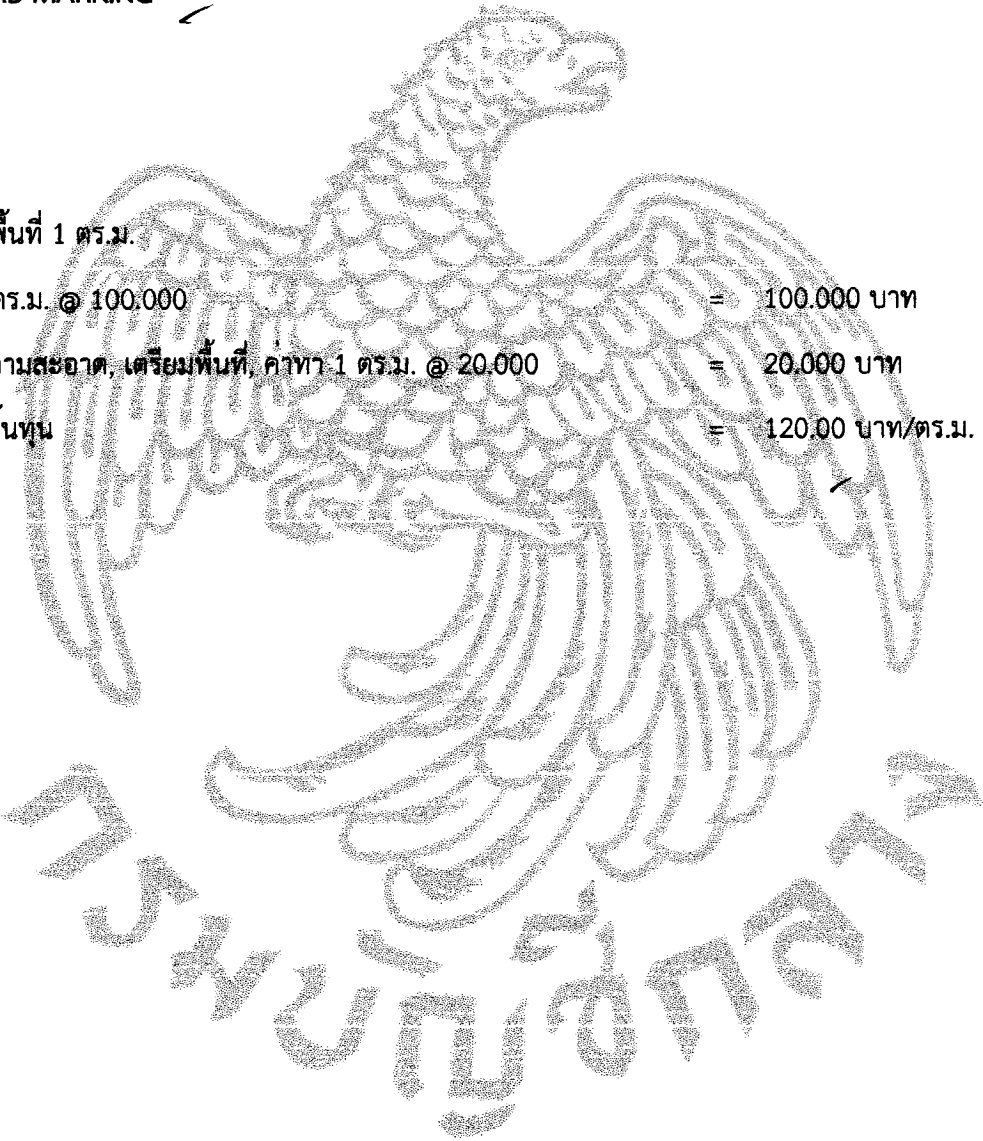 MARKING
พื้นที่ 1 ตร.ม.
ตร.ม. @ 100.000 = 100.000 บาท
ความสะอาด, เตรียมพื้นที่, ค่าทา 1 ตร.ม. @ 20.000 = 20.000 บาท
ต้นทุน = 120.00 บาท/ตร.ม.
กรมบัญชีกลาง